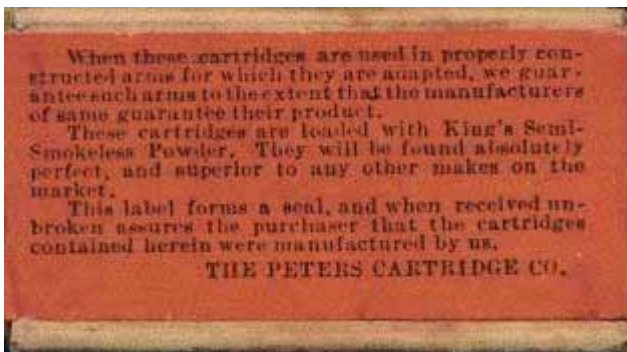 When these cartridges are used in properly con-
structed arms for which they are adapted, we guar-
antee such arms to the extent that the manufacturers
of same guarantee their product.
These cartridges are loaded with King's Semi-
Smokeless Powder. They will be found absolutely
perfect, and superior to any other makes on the
market.
This label forms a seal, and when received un-
broken assures the purchaser that the cartridges
contained herein were manufactured by us.
THE PETERS CARTRIDGE CO.